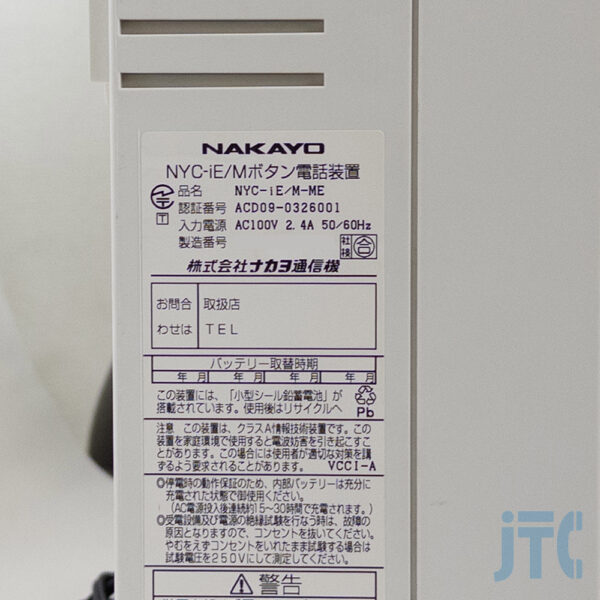 NAKAYO
NYC-iE/Mボタン電話装置
品名 NYC-iE/M-ME
T
認証番号 ACD09-0326001
入力電源 AC100V 2.4A 50/60Hz
製造番号
社検 合
株式会社ナカヨ通信機
お問合わせは
取扱店
TEL
バッテリー取替時期
年 月 年 月 年 月 年 月
この装置には、「小型シール鉛蓄電池」が
搭載されています。使用後はリサイクルへ
Pb
注意 この装置は、クラスA情報技術装置です。この
装置を家庭環境で使用すると電波妨害を引き起こすこ
とがあります。この場合には使用者が適切な対策を講
ずるよう要求されることがあります。 VCCI-A
◎停電時の動作保証のため、内部バッテリーは充分に
充電された状態で御使用ください。
(AC電源投入後連続約15~30時間で充電されます。)
◎受電設備及び電源の絶縁試験を行なう時は、故障の
原因となりますので、コンセントを抜いてください。
やむをえずコンセントをいれたまま試験する場合は
試験電圧を250Vにして測定してください。
警告
JTC